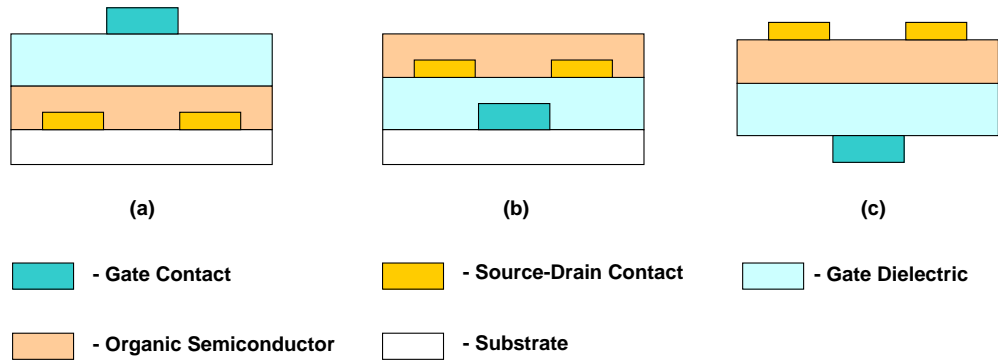 (a)
(b)
(c)
- Gate Contact
- Source-Drain Contact
- Gate Dielectric
- Organic Semiconductor
- Substrate